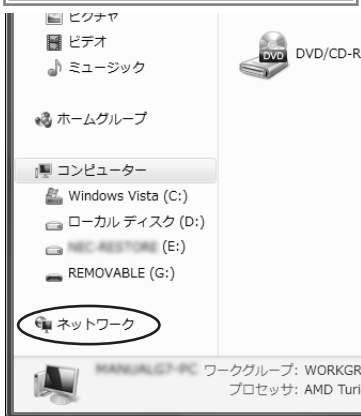 ピクチャ
ビデオ
ミュージック
ホームグループ
コンピューター
Windows Vista (C:)
ローカル ディスク (D:)
(E:)
REMOVABLE (G:)
ネットワーク
DVD
DVD/CD-R
ワークグループ: WORKGR
プロセッサ: AMD Turi